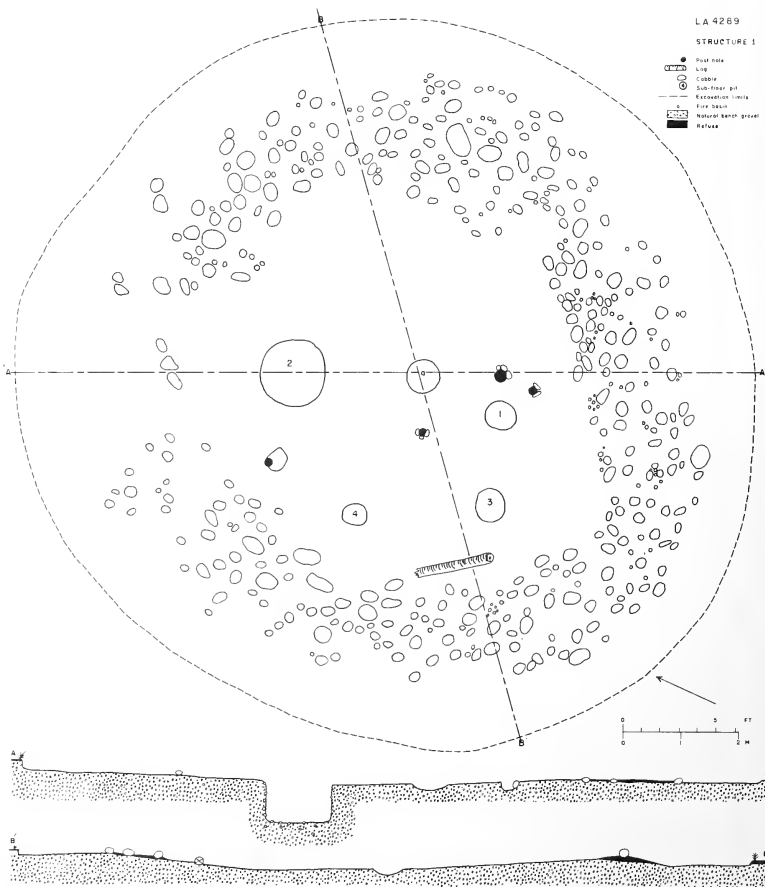 LA 4289
STRUCTURE 1
Post hole
Log
Cobble
Sub-floor pit
Excavation limits
Fire basin
Natural bench gravel
Refuse
B
A
2
a
A
1
3
4
B'
0 5 FT
0 1 2 M
A
B'